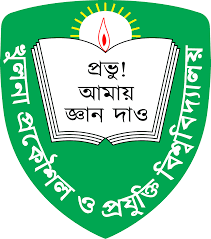 প্রভু!
আমায়
জ্ঞান দাও
খুলনা প্রকৌশল ও প্রযুক্তি বিশ্ববিদ্যালয়